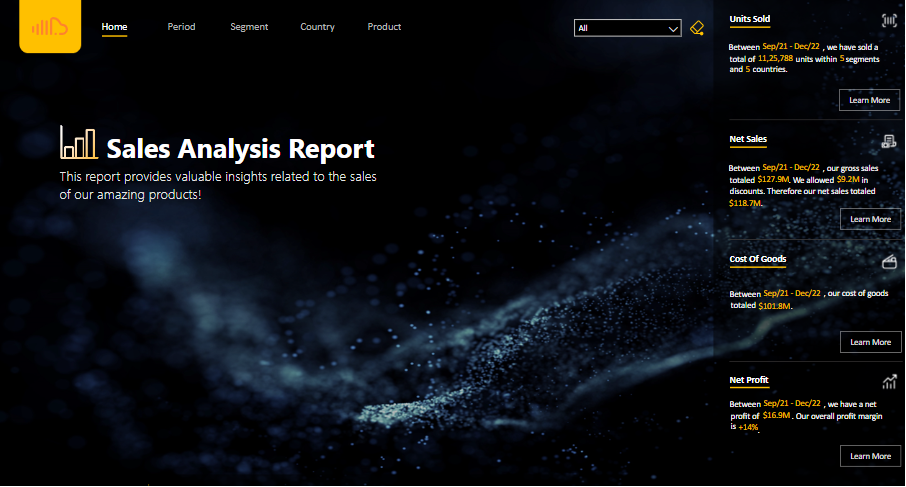 Home
Period
Segment
Country
Product
All
Sales Analysis Report
This report provides valuable insights related to the sales
of our amazing products!
Units Sold
Between Sep/21 - Dec/22 , we have sold a
total of 11,25,788 units within 5 segments
and 5 countries.
Learn More
Net Sales
Between Sep/21 - Dec/22 , our gross sales
totaled $127.9M. We allowed $9.2M in
discounts. Therefore our net sales totaled
$118.7M.
Learn More
Cost Of Goods
Between Sep/21 - Dec/22 , our cost of goods
totaled $101.8M.
Learn More
Net Profit
Between Sep/21 - Dec/22 , we have a net
profit of $16.9M . Our overall profit margin
is +14%.
Learn More